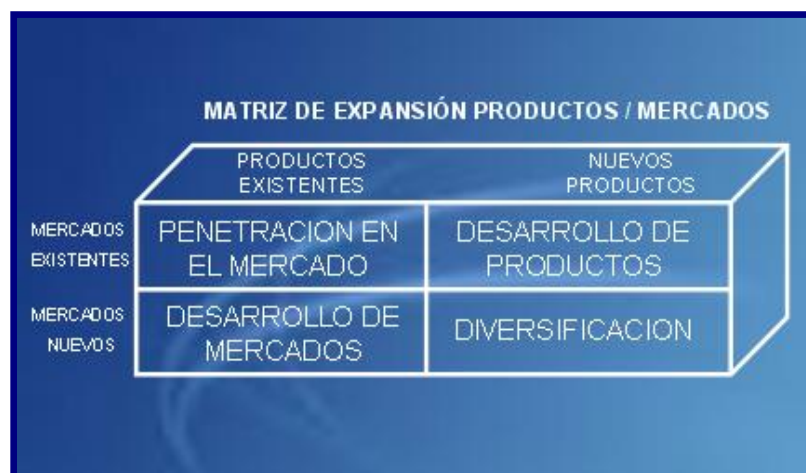 MATRIZ DE EXPANSIÓN PRODUCTOS / MERCADOS
PRODUCTOS
EXISTENTES
NUEVOS
PRODUCTOS
MERCADOS
EXISTENTES
PENETRACION EN
EL MERCADO
DESARROLLO DE
PRODUCTOS
MERCADOS
NUEVOS
DESARROLLO DE
MERCADOS
DIVERSIFICACION